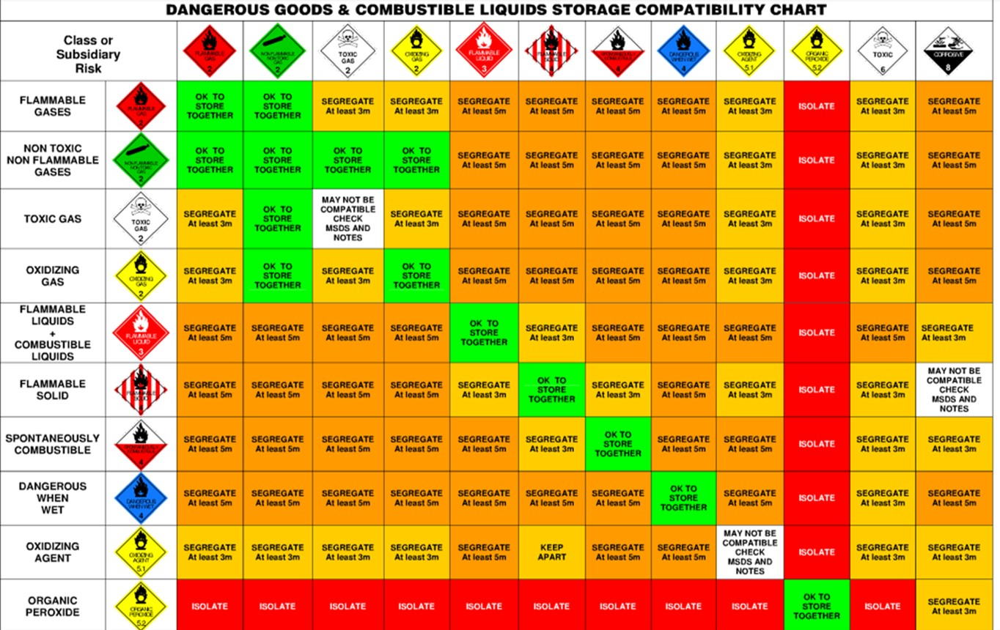 DANGEROUS GOODS & COMBUSTIBLE LIQUIDS STORAGE COMPATIBILITY CHART
Class or
Subsidiary
Risk
FLAMMABLE
GAS
2
NON FLAMMABLE
NON TOXIC
GAS
2
TOXIC
GAS
2
OXIDIZING
GAS
2
FLAMMABLE
LIQUID
3
FLAMMABLE
SOLID
4
SPONTANEOUSLY
COMBUSTIBLE
4
DANGEROUS
WHEN WET
4
OXIDIZING
AGENT
5.1
ORGANIC
PEROXIDE
5.2
TOXIC
6
CORROSIVE
8
FLAMMABLE
GASES
FLAMMABLE
GAS
2
OK TO
STORE
TOGETHER
OK TO
STORE
TOGETHER
SEGREGATE
At least 3m
SEGREGATE
At least 3m
SEGREGATE
At least 5m
SEGREGATE
At least 5m
SEGREGATE
At least 5m
SEGREGATE
At least 5m
SEGREGATE
At least 3m
ISOLATE
SEGREGATE
At least 3m
SEGREGATE
At least 5m
NON TOXIC
NON FLAMMABLE
GASES
NON FLAMMABLE
NON TOXIC
GAS
2
OK TO
STORE
TOGETHER
OK TO
STORE
TOGETHER
OK TO
STORE
TOGETHER
OK TO
STORE
TOGETHER
SEGREGATE
At least 5m
SEGREGATE
At least 5m
SEGREGATE
At least 5m
SEGREGATE
At least 5m
SEGREGATE
At least 3m
ISOLATE
SEGREGATE
At least 3m
SEGREGATE
At least 5m
TOXIC GAS
TOXIC
GAS
2
SEGREGATE
At least 3m
OK TO
STORE
TOGETHER
MAY NOT BE
COMPATIBLE
CHECK
MSDS AND
NOTES
SEGREGATE
At least 3m
SEGREGATE
At least 5m
SEGREGATE
At least 5m
SEGREGATE
At least 5m
SEGREGATE
At least 5m
SEGREGATE
At least 3m
ISOLATE
SEGREGATE
At least 3m
SEGREGATE
At least 5m
OXIDIZING
GAS
OXIDIZING
GAS
2
SEGREGATE
At least 3m
OK TO
STORE
TOGETHER
SEGREGATE
At least 3m
OK TO
STORE
TOGETHER
SEGREGATE
At least 5m
SEGREGATE
At least 5m
SEGREGATE
At least 5m
SEGREGATE
At least 5m
SEGREGATE
At least 3m
ISOLATE
SEGREGATE
At least 3m
SEGREGATE
At least 5m
FLAMMABLE
LIQUIDS
+
COMBUSTIBLE
LIQUIDS
FLAMMABLE
LIQUID
3
SEGREGATE
At least 5m
SEGREGATE
At least 5m
SEGREGATE
At least 5m
SEGREGATE
At least 5m
OK TO
STORE
TOGETHER
SEGREGATE
At least 3m
SEGREGATE
At least 5m
SEGREGATE
At least 5m
SEGREGATE
At least 5m
ISOLATE
SEGREGATE
At least 5m
SEGREGATE
At least 3m
FLAMMABLE
SOLID
FLAMMABLE
SOLID
4
SEGREGATE
At least 5m
SEGREGATE
At least 5m
SEGREGATE
At least 5m
SEGREGATE
At least 5m
SEGREGATE
At least 3m
OK TO
STORE
TOGETHER
SEGREGATE
At least 3m
SEGREGATE
At least 5m
SEGREGATE
At least 3m
ISOLATE
SEGREGATE
At least 3m
MAY NOT BE
COMPATIBLE
CHECK
MSDS AND
NOTES
SPONTANEOUSLY
COMBUSTIBLE
SPONTANEOUSLY
COMBUSTIBLE
4
SEGREGATE
At least 5m
SEGREGATE
At least 5m
SEGREGATE
At least 5m
SEGREGATE
At least 5m
SEGREGATE
At least 5m
SEGREGATE
At least 3m
OK TO
STORE
TOGETHER
SEGREGATE
At least 5m
SEGREGATE
At least 5m
ISOLATE
SEGREGATE
At least 3m
SEGREGATE
At least 3m
DANGEROUS
WHEN
WET
DANGEROUS
WHEN WET
4
SEGREGATE
At least 5m
SEGREGATE
At least 5m
SEGREGATE
At least 5m
SEGREGATE
At least 5m
SEGREGATE
At least 5m
SEGREGATE
At least 5m
SEGREGATE
At least 5m
OK TO
STORE
TOGETHER
SEGREGATE
At least 5m
ISOLATE
SEGREGATE
At least 3m
SEGREGATE
At least 3m
OXIDIZING
AGENT
OXIDIZING
AGENT
5.1
SEGREGATE
At least 3m
SEGREGATE
At least 3m
SEGREGATE
At least 3m
SEGREGATE
At least 3m
SEGREGATE
At least 5m
KEEP
APART
SEGREGATE
At least 5m
SEGREGATE
At least 5m
MAY NOT BE
COMPATIBLE
CHECK
MSDS AND
NOTES
ISOLATE
SEGREGATE
At least 3m
SEGREGATE
At least 3m
ORGANIC
PEROXIDE
ORGANIC
PEROXIDE
5.2
ISOLATE
ISOLATE
ISOLATE
ISOLATE
ISOLATE
ISOLATE
ISOLATE
ISOLATE
ISOLATE
OK TO
STORE
TOGETHER
ISOLATE
SEGREGATE
At least 3m